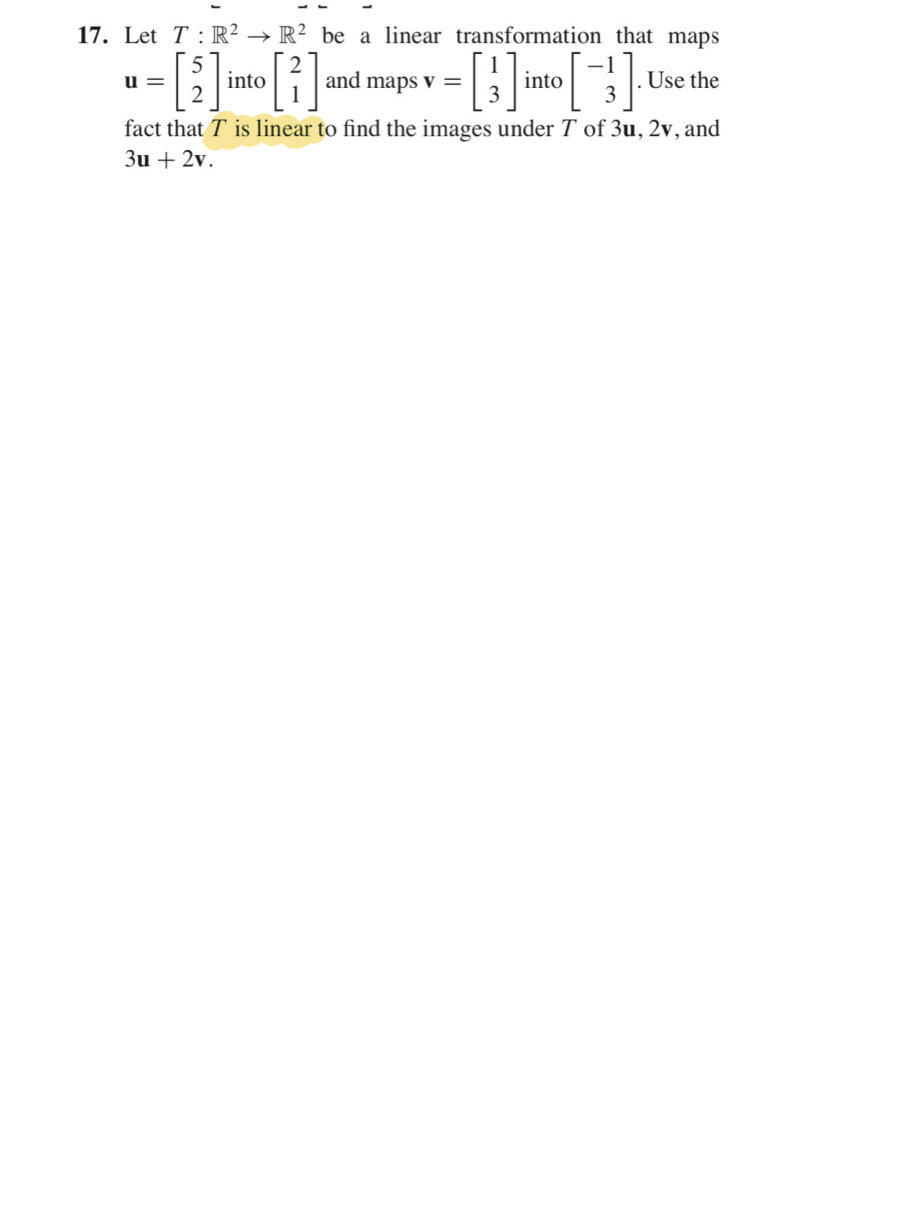 17. Let T : ℝ² → ℝ² be a linear transformation that maps
u = [5 2] into [2 1] and maps v = [1 3] into [−1 3]. Use the
fact that T is linear to find the images under T of 3u, 2v, and
3u + 2v.